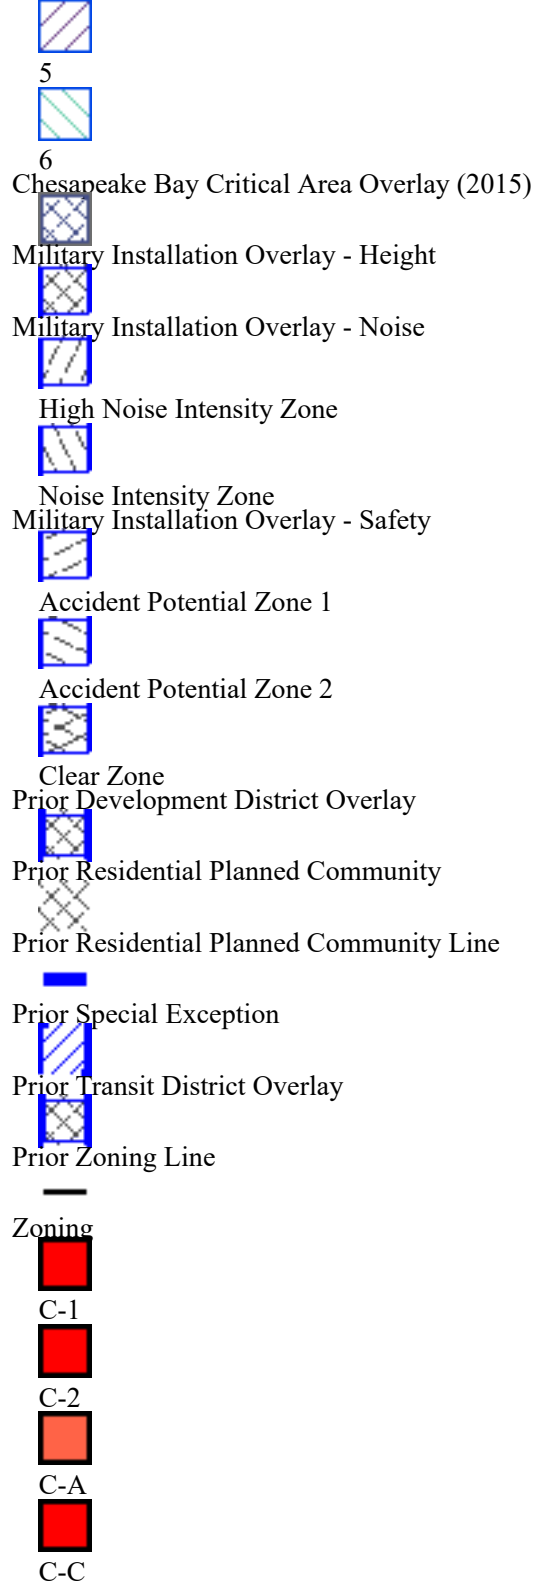 5
6
Chesapeake Bay Critical Area Overlay (2015)
Military Installation Overlay - Height
Military Installation Overlay - Noise
High Noise Intensity Zone
Noise Intensity Zone
Military Installation Overlay - Safety
Accident Potential Zone 1
Accident Potential Zone 2
Clear Zone
Prior Development District Overlay
Prior Residential Planned Community
Prior Residential Planned Community Line
Prior Special Exception
Prior Transit District Overlay
Prior Zoning Line
Zoning
C-1
C-2
C-A
C-C